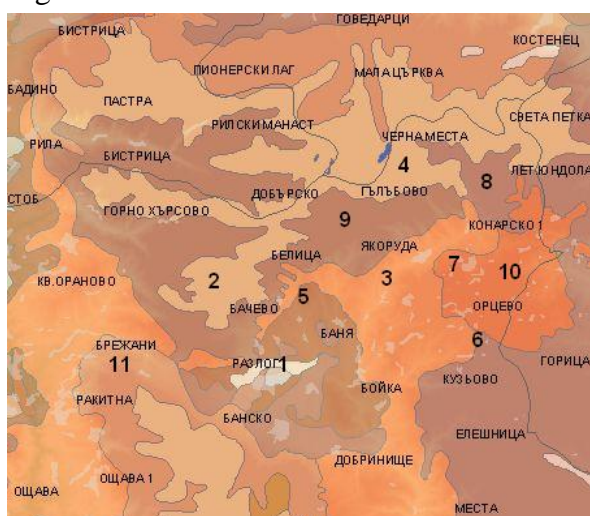 ГОВЕДАРЦИ
БИСТРИЦА
КОСТЕНЕЦ
ПИОНЕРСКИ ЛАГ
МАЛА ЦЪРКВА
БАДИНО
ПАСТРА
СВЕТА ПЕТКА
РИЛСКИ МАНАСТ
ЧЕРНА МЕСТА
РИЛА
БИСТРИЦА
4
ЛЕТ.ЮНДОЛА
8
СТОБ
ДОБЪРСКО
ГЪЛЪБОВО
ГОРНО ХЪРСОВО
9
КОНАРСКО 1
ЯКОРУДА
БЕЛИЦА
7
10
КВ.ОРАНОВО
2
3
5
БАЧЕВО
ОРЦЕВО
БАНЯ
6
БРЕЖАНИ
11
РАЗЛОГ
1
ГОРИЦА
КУЗЬОВО
БОЙКА
РАКИТНА
БАНСКО
ЕЛЕШНИЦА
ДОБРИНИЩЕ
ОЩАВА 1
ОЩАВА
МЕСТА